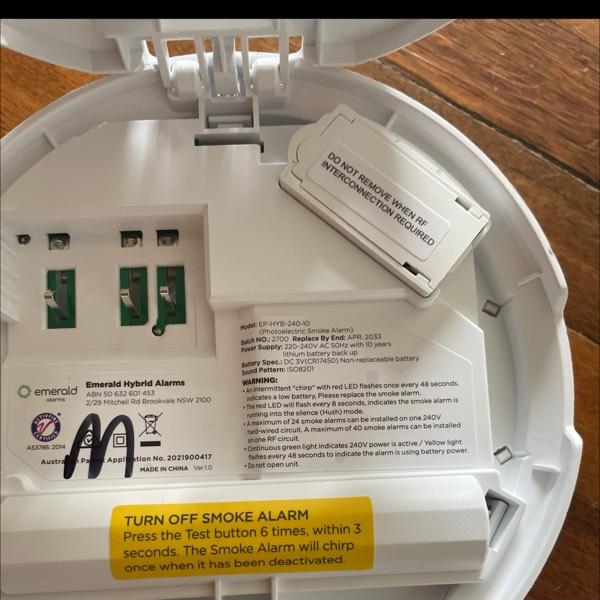 DO NOT REMOVE WHEN RF
INTERCONNECTION REQUIRED
Model: EP-HYB-240-10
(Photoelectric Smoke Alarm)
Batch NO.: 2700 Replace By End: APR. 2033
Power Supply: 220-240V AC 50Hz with 10 years
lithium battery back up
Battery Spec.: DC 3V(CR17450) Non-replaceable battery
Sound Pattern: ISO8201
WARNING:
• An intermittent "chirp" with red LED flashes once every 48 seconds,
indicates a low battery, Please replace the smoke alarm.
• The red LED will flash every 8 seconds, indicates the smoke alarm is
running into the silence (Hush) mode.
• A maximum of 24 smoke alarms can be installed on one 240V
hard-wired circuit. A maximum of 40 smoke alarms can be installed
on one RF circuit.
• Continuous green light indicates 240V power is active / Yellow light
flashes every 48 seconds to indicate the alarm is using battery power.
• Do not open unit.
emerald
alarms
Emerald Hybrid Alarms
ABN 50 632 601 453
2/29 Mitchell Rd Brookvale NSW 2100
AS3786:2014
Australian Patent Application No. 2021900417
MADE IN CHINA Ver:1.0
TURN OFF SMOKE ALARM
Press the Test button 6 times, within 3
seconds. The Smoke Alarm will chirp
once when it has been deactivated.